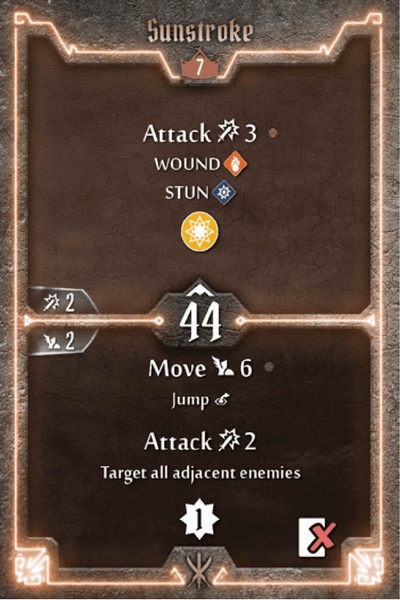 Sunstroke
7
Attack 3
WOUND
STUN
2
44
2
Move 6
Jump
Attack 2
Target all adjacent enemies
1